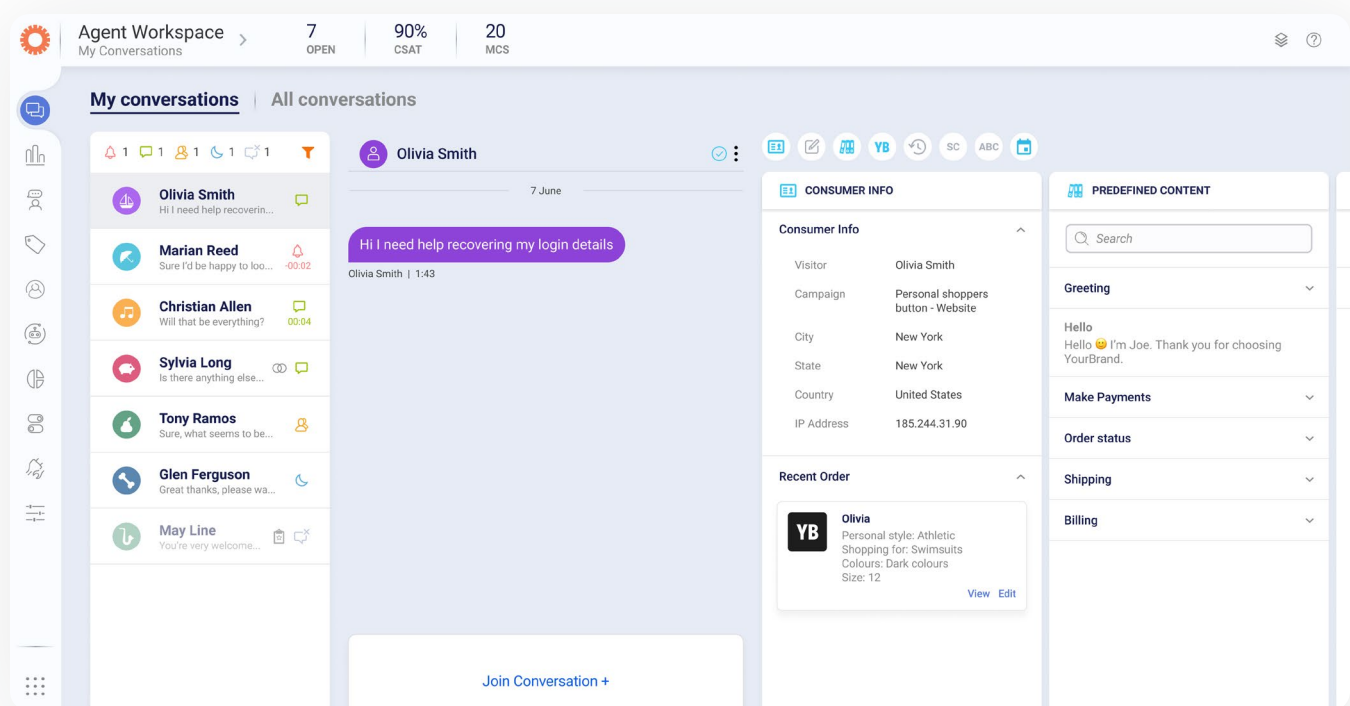 Agent Workspace
My Conversations
7
OPEN
90%
CSAT
20
MCS
My conversations
All conversations
1 1 1 1 1
Olivia Smith
Hi I need help recoverin...
Marian Reed
Sure I'd be happy to loo...
-00:02
Christian Allen
Will that be everything?
00:04
Sylvia Long
Is there anything else...
Tony Ramos
Sure, what seems to be...
Glen Ferguson
Great thanks, please wa...
May Line
You're very welcome...
Olivia Smith
7 June
Hi I need help recovering my login details
Olivia Smith | 1:43
Join Conversation +
YB
SC
ABC
CONSUMER INFO
Consumer Info
Visitor Olivia Smith
Campaign Personal shoppers
button - Website
City New York
State New York
Country United States
IP Address 185.244.31.90
Recent Order
YB
Olivia
Personal style: Athletic
Shopping for: Swimsuits
Colours: Dark colours
Size: 12
View Edit
PREDEFINED CONTENT
Search
Greeting
Hello
Hello 😀 I'm Joe. Thank you for choosing
YourBrand.
Make Payments
Order status
Shipping
Billing